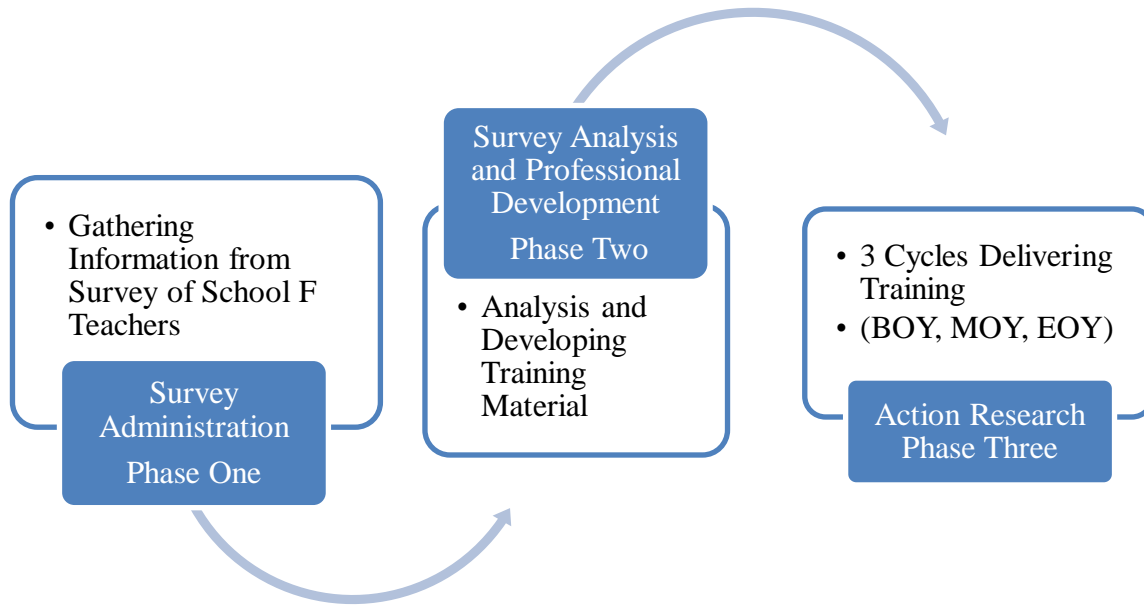 • Gathering
Information from
Survey of School F
Teachers
Survey
Administration
Phase One
Survey Analysis
and Professional
Development
Phase Two
• Analysis and
Developing
Training
Material
• 3 Cycles Delivering
Training
• (BOY, MOY, EOY)
Action Research
Phase Three